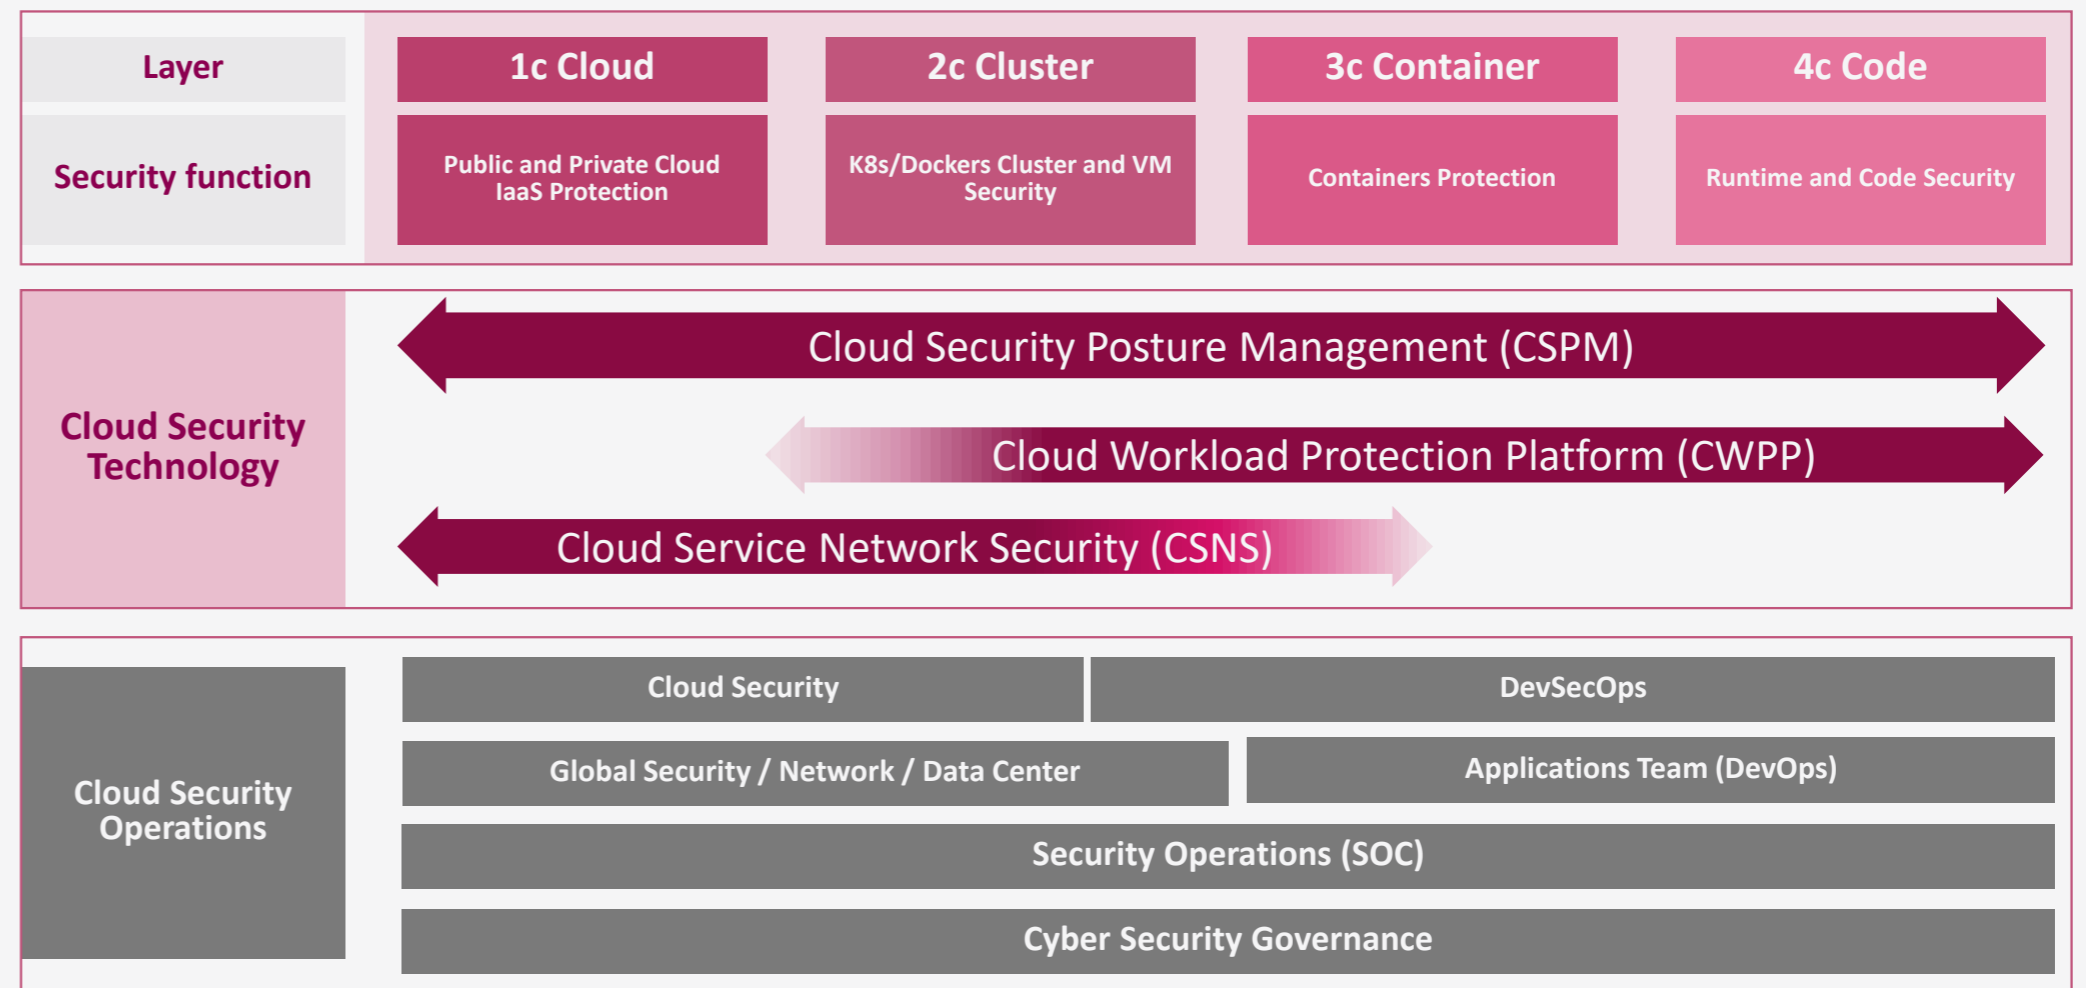 Layer
1c Cloud
2c Cluster
3c Container
4c Code
Security function
Public and Private Cloud
IaaS Protection
K8s/Dockers Cluster and VM
Security
Containers Protection
Runtime and Code Security
Cloud Security
Technology
Cloud Security Posture Management (CSPM)
Cloud Workload Protection Platform (CWPP)
Cloud Service Network Security (CSNS)
Cloud Security
Operations
Cloud Security
DevSecOps
Global Security / Network / Data Center
Applications Team (DevOps)
Security Operations (SOC)
Cyber Security Governance